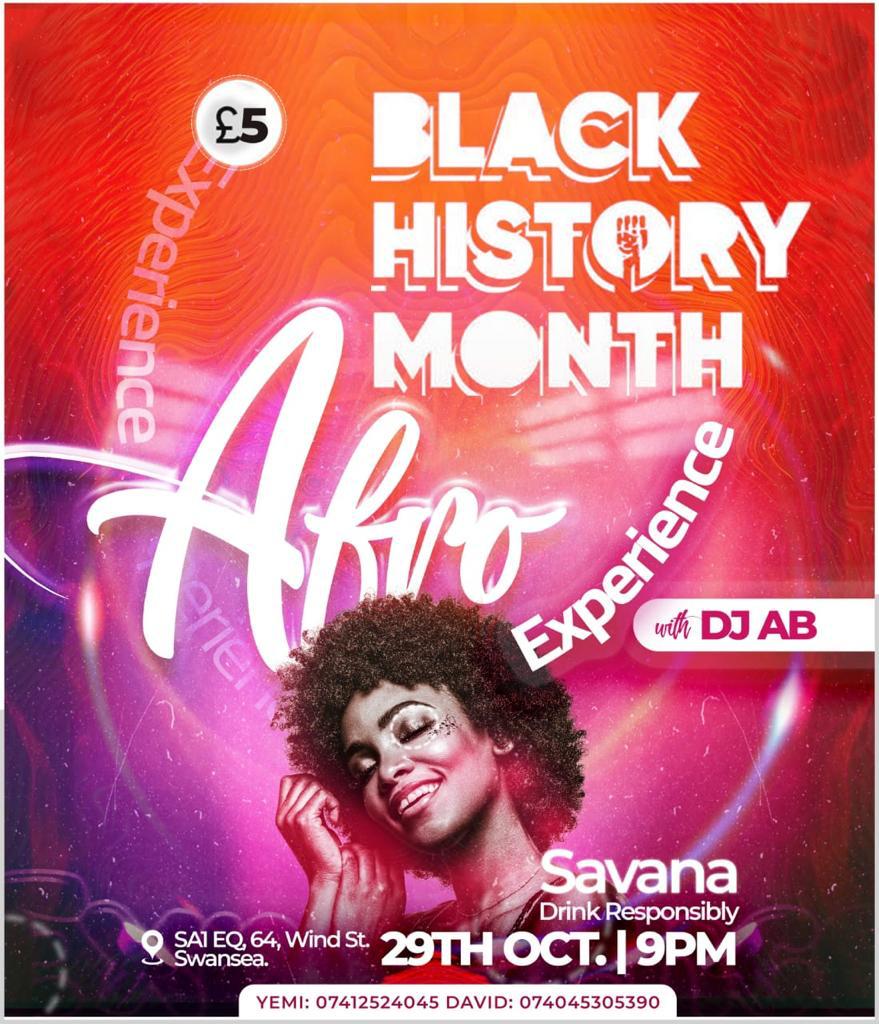 £5
BLACK
HISTORY
MONTH
Experience
Afro
Experience
erien
with DJ AB
Savana
Drink Responsibly
SA1 EQ, 64, Wind St.
Swansea.
29TH OCT. | 9PM
YEMI: 07412524045 DAVID: 074045305390